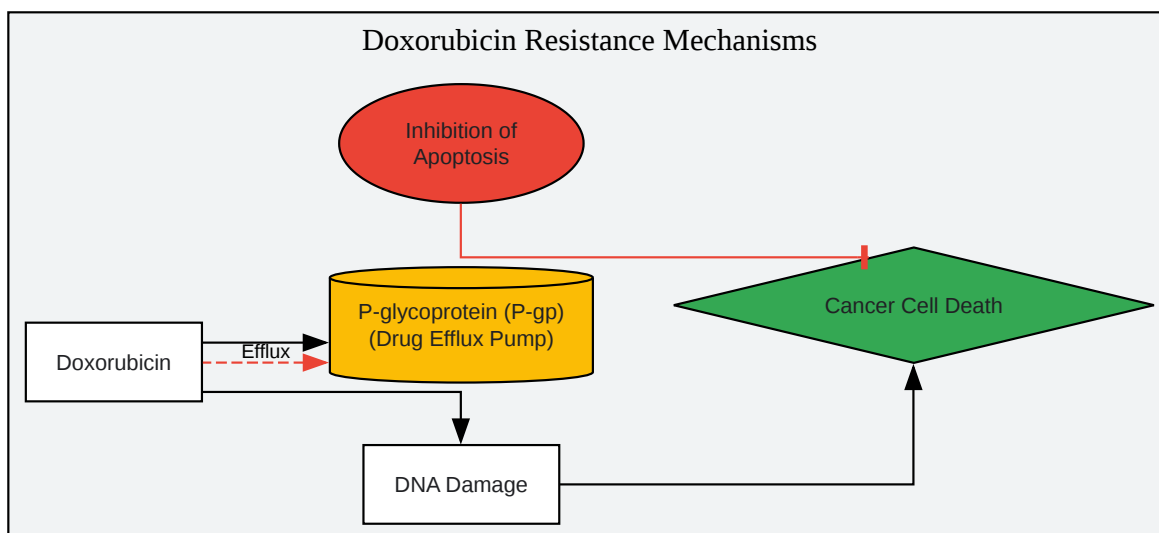 Doxorubicin Resistance Mechanisms
Inhibition of
Apoptosis
P-glycoprotein (P-gp)
(Drug Efflux Pump)
Cancer Cell Death
Efflux
Doxorubicin
DNA Damage